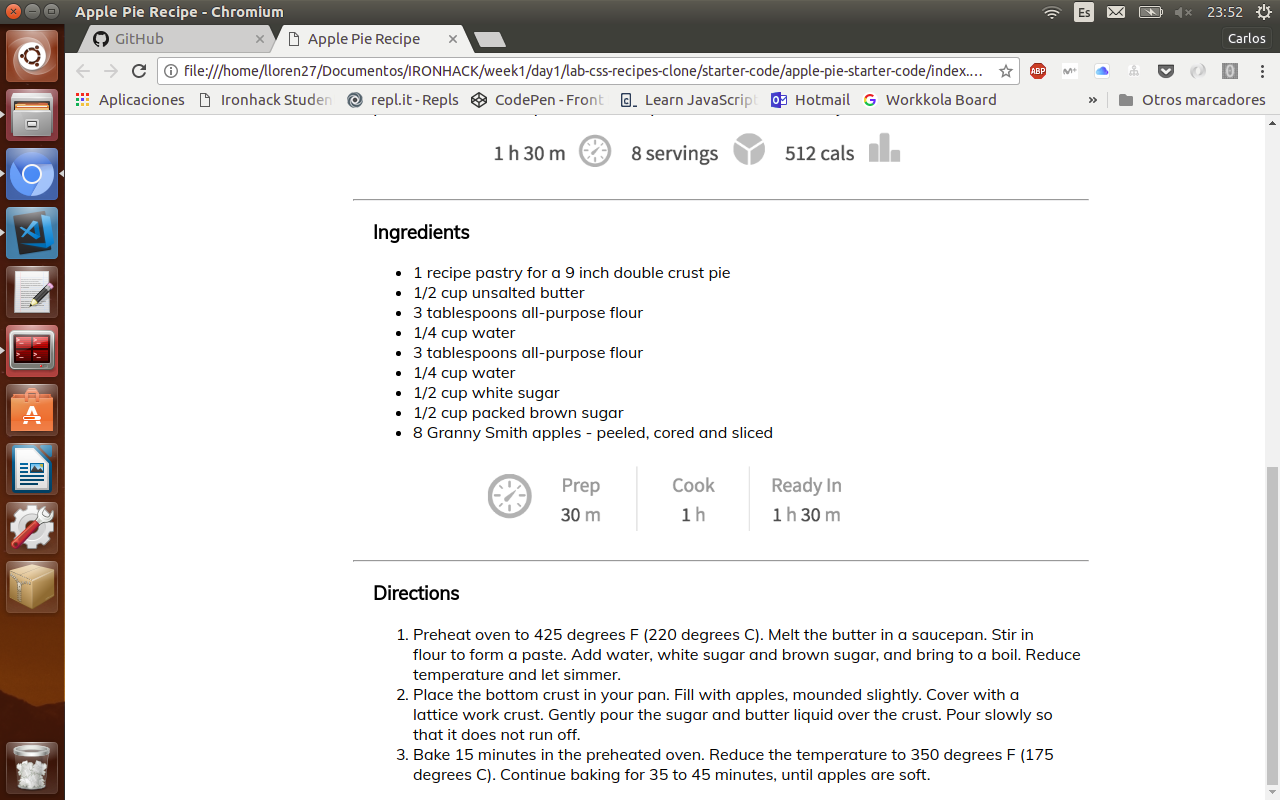 Apple Pie Recipe - Chromium
Es
23:52
GitHub
Apple Pie Recipe
Carlos
file:///home/lloren27/Documentos/IRONHACK/week1/day1/lab-css-recipes-clone/starter-code/apple-pie-starter-code/index....
ABP
0
Aplicaciones
Ironhack Studen
repl.it - Repls
CodePen - Front
Learn JavaScrip
Hotmail
Workkola Board
»
Otros marcadores
1 h 30 m
8 servings
512 cals
Ingredients
• 1 recipe pastry for a 9 inch double crust pie
• 1/2 cup unsalted butter
• 3 tablespoons all-purpose flour
• 1/4 cup water
• 3 tablespoons all-purpose flour
• 1/4 cup water
• 1/2 cup white sugar
• 1/2 cup packed brown sugar
• 8 Granny Smith apples - peeled, cored and sliced
Prep
Cook
Ready In
30 m
1 h
1 h 30 m
Directions
1. Preheat oven to 425 degrees F (220 degrees C). Melt the butter in a saucepan. Stir in
flour to form a paste. Add water, white sugar and brown sugar, and bring to a boil. Reduce
temperature and let simmer.
2. Place the bottom crust in your pan. Fill with apples, mounded slightly. Cover with a
lattice work crust. Gently pour the sugar and butter liquid over the crust. Pour slowly so
that it does not run off.
3. Bake 15 minutes in the preheated oven. Reduce the temperature to 350 degrees F (175
degrees C). Continue baking for 35 to 45 minutes, until apples are soft.